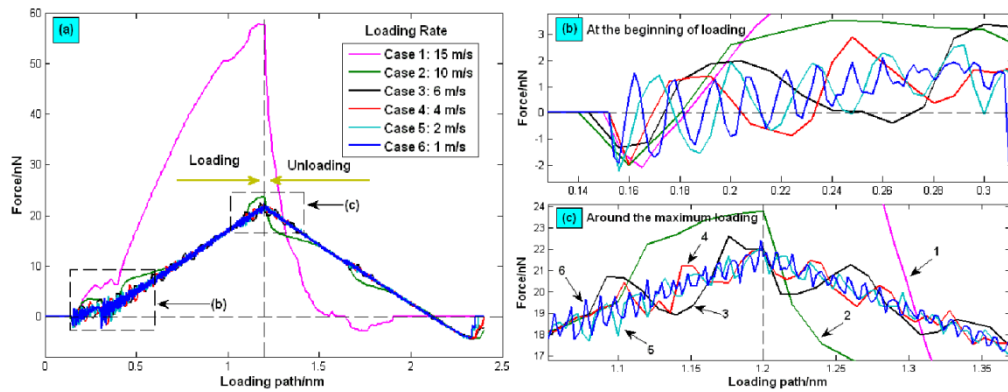 (a)
60
50
40
30
20
10
0
0
0.5
1
1.5
2
2.5
Force/nN
Loading path/nm
Loading Rate
Case 1: 15 m/s
Case 2: 10 m/s
Case 3: 6 m/s
Case 4: 4 m/s
Case 5: 2 m/s
Case 6: 1 m/s
Loading
Unloading
(c)
(b)
(b)
At the beginning of loading
3
2
1
0
-1
-2
0.14
0.16
0.18
0.2
0.22
0.24
0.26
0.28
0.3
Force/nN
(c)
Around the maximum loading
24
23
22
21
20
19
18
17
1.1
1.15
1.2
1.25
1.3
1.35
Force/nN
Loading path/nm
6
5
4
3
2
1